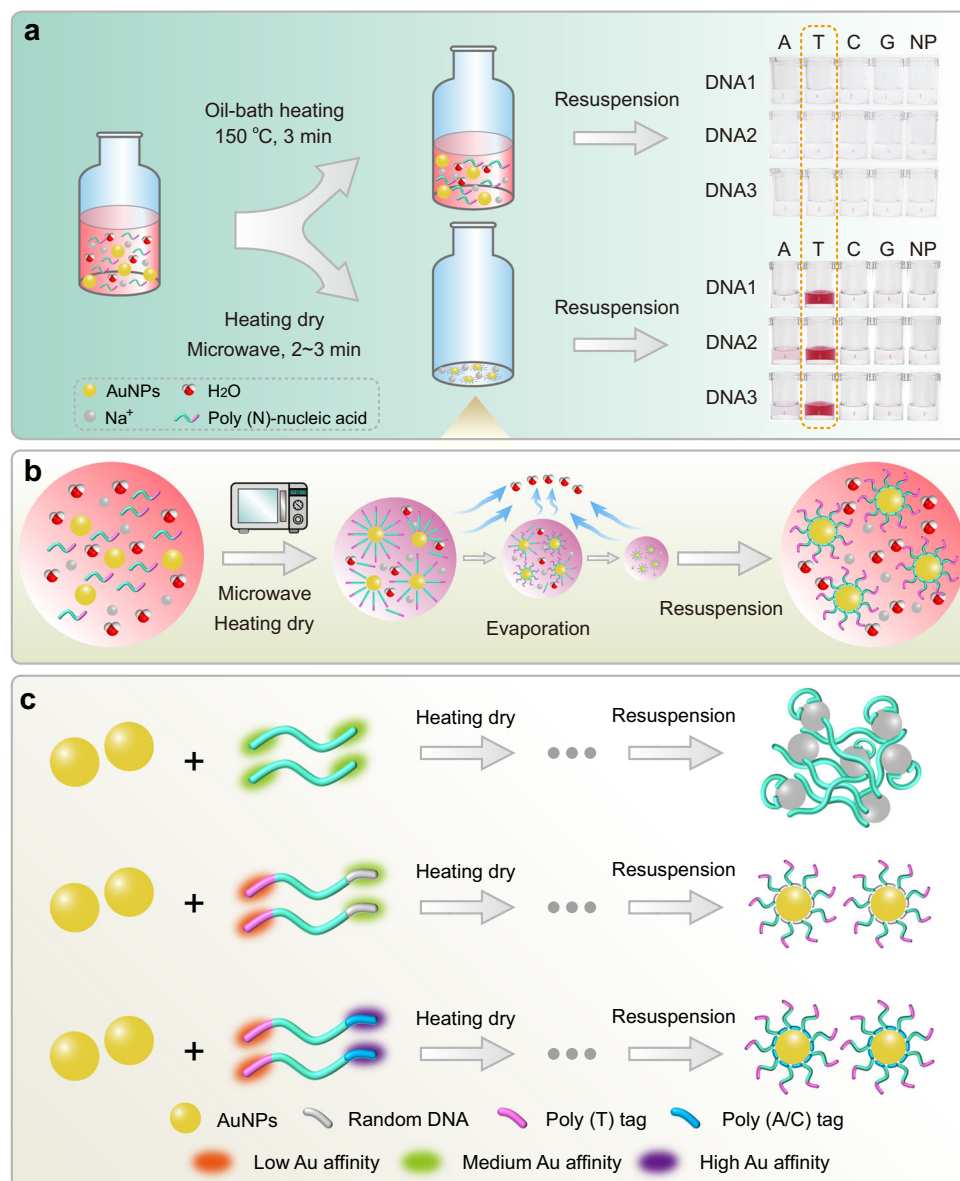 a
A T C G NP
DNA1
DNA2
DNA3
Oil-bath heating
150 °C, 3 min
Resuspension
Heating dry
Microwave, 2~3 min
Resuspension
A T C G NP
DNA1
DNA2
DNA3
AuNPs H2O
Na+ Poly (N)-nucleic acid
b
Microwave
Heating dry
Evaporation
Resuspension
c
+ Heating dry Resuspension
+ Heating dry Resuspension
+ Heating dry Resuspension
AuNPs Random DNA Poly (T) tag Poly (A/C) tag
Low Au affinity Medium Au affinity High Au affinity